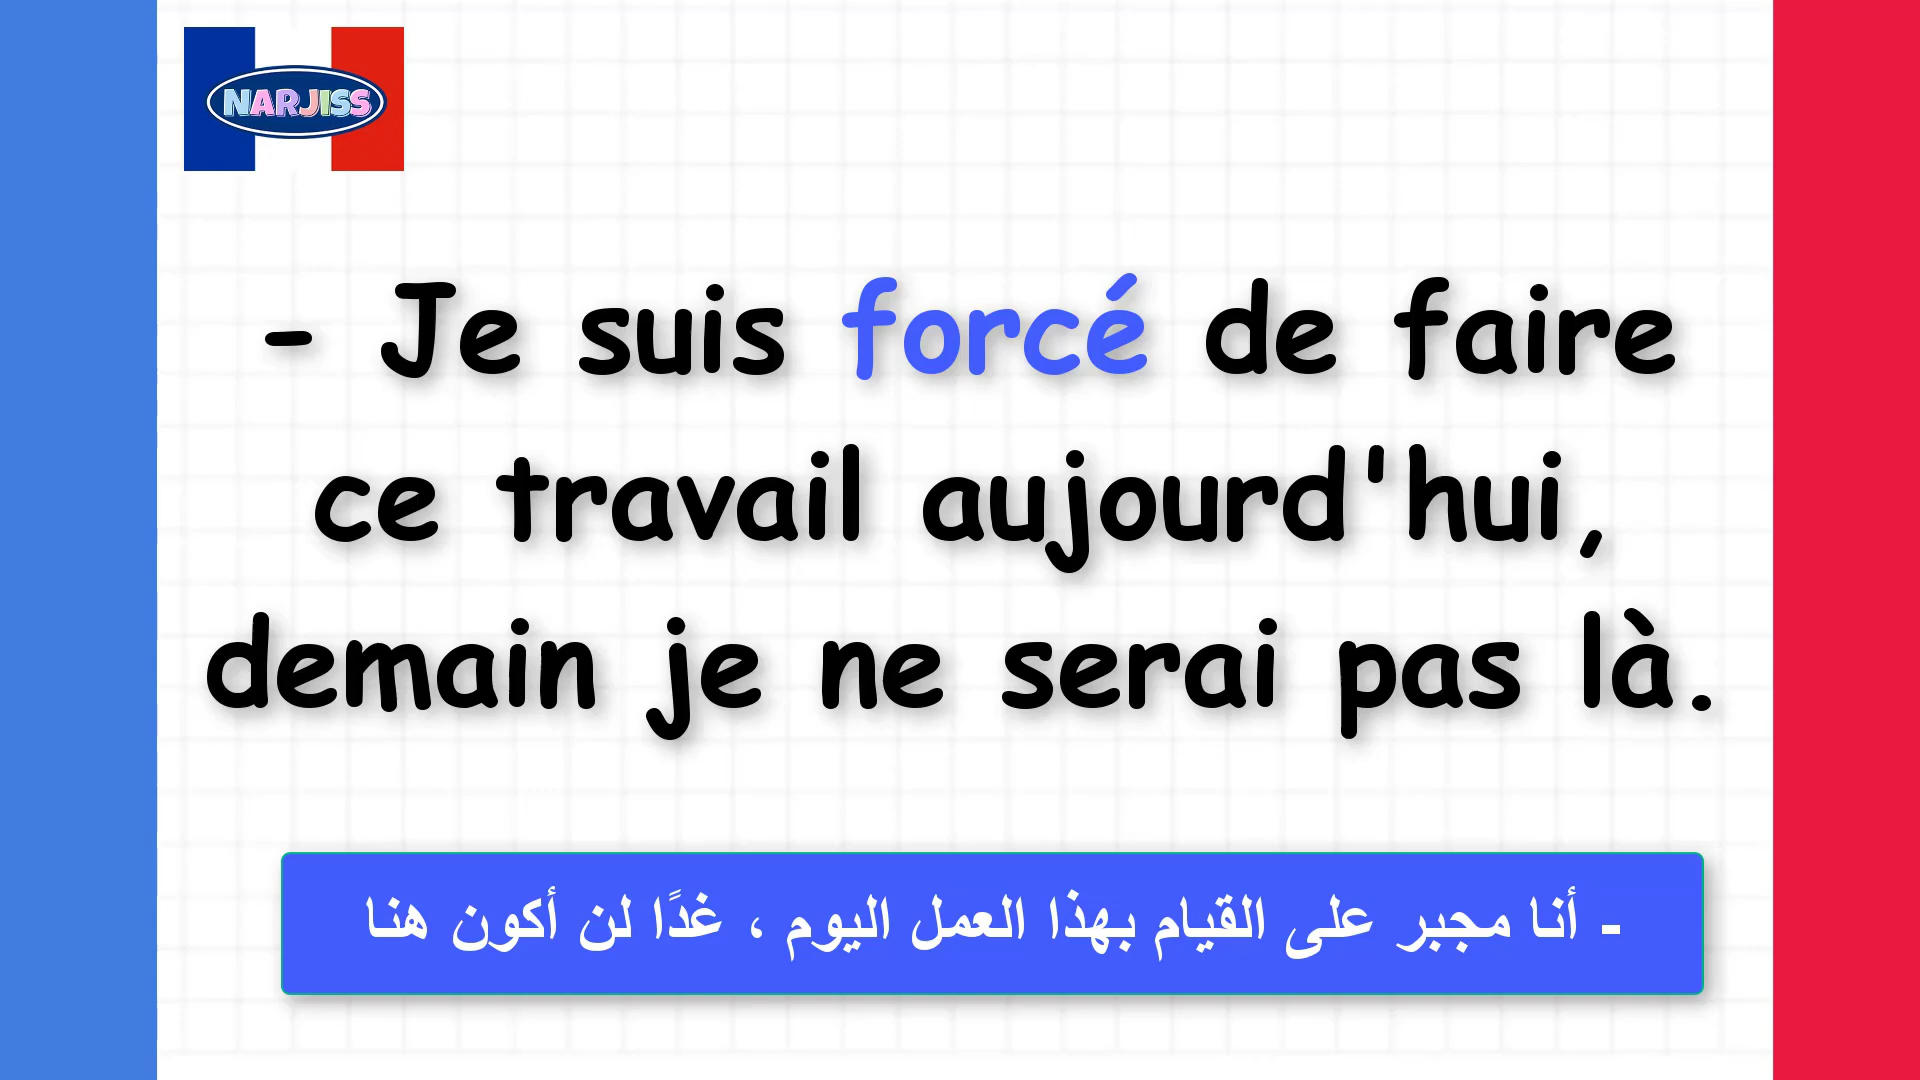 NARJISS
- Je suis forcé de faire
ce travail aujourd'hui,
demain je ne serai pas là.
- أنا مجبر على القيام بهذا العمل اليوم ، غدًا لن أكون هنا